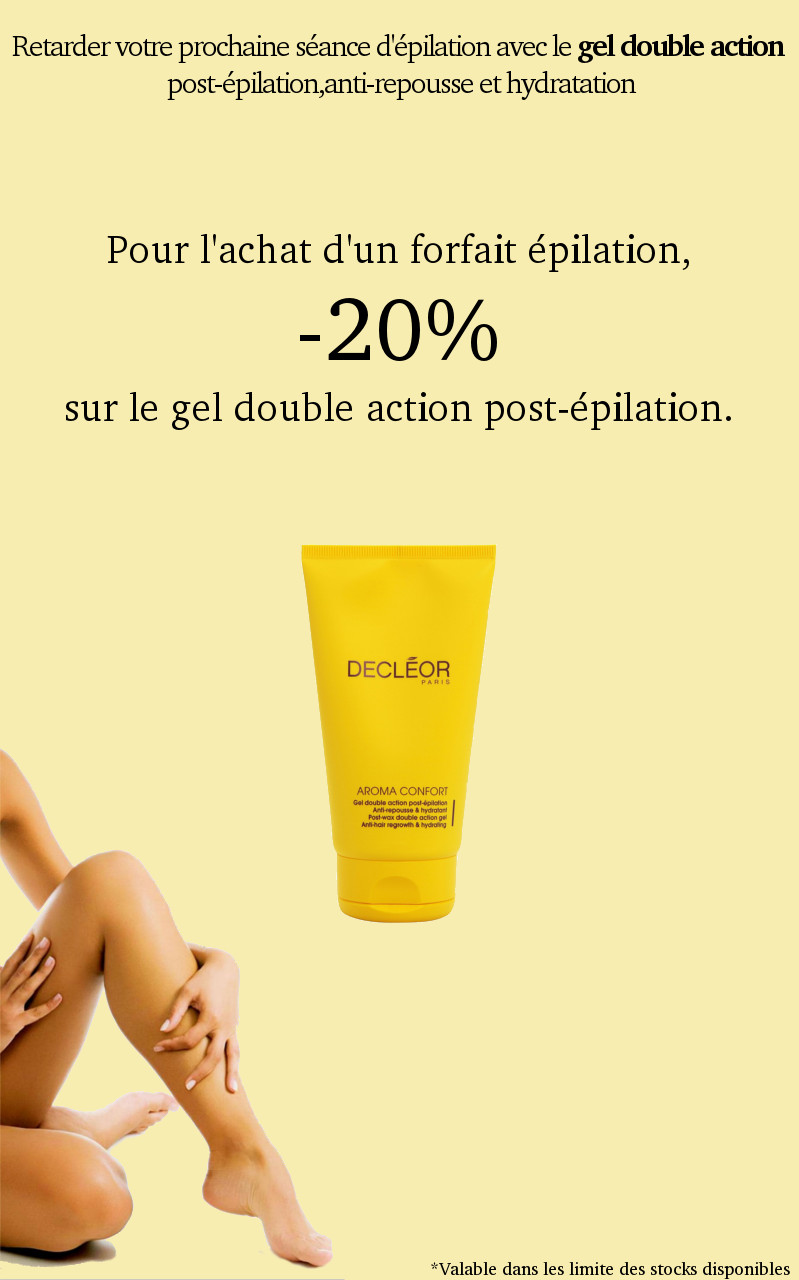 Retarder votre prochaine séance d'épilation avec le gel double action
post-épilation,anti-repousse et hydratation
Pour l'achat d'un forfait épilation,
-20%
sur le gel double action post-épilation.
DECLÉOR
PARIS
AROMA CONFORT
Gel double action post-épilation
Anti-repousse & hydratant
Post-wax double action gel
Anti-hair regrowth & hydrating
*Valable dans les limite des stocks disponibles